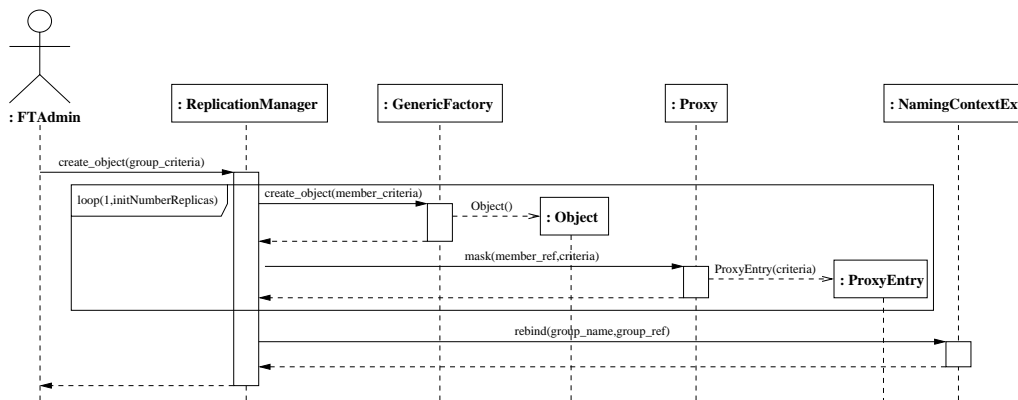 : ReplicationManager
: GenericFactory
: Proxy
: NamingContextExt
: FTAdmin
create_object(group_criteria)
loop(1,initNumberReplicas)
create_object(member_criteria)
Object()
: Object
mask(member_ref,criteria)
ProxyEntry(criteria)
: ProxyEntry
rebind(group_name,group_ref)